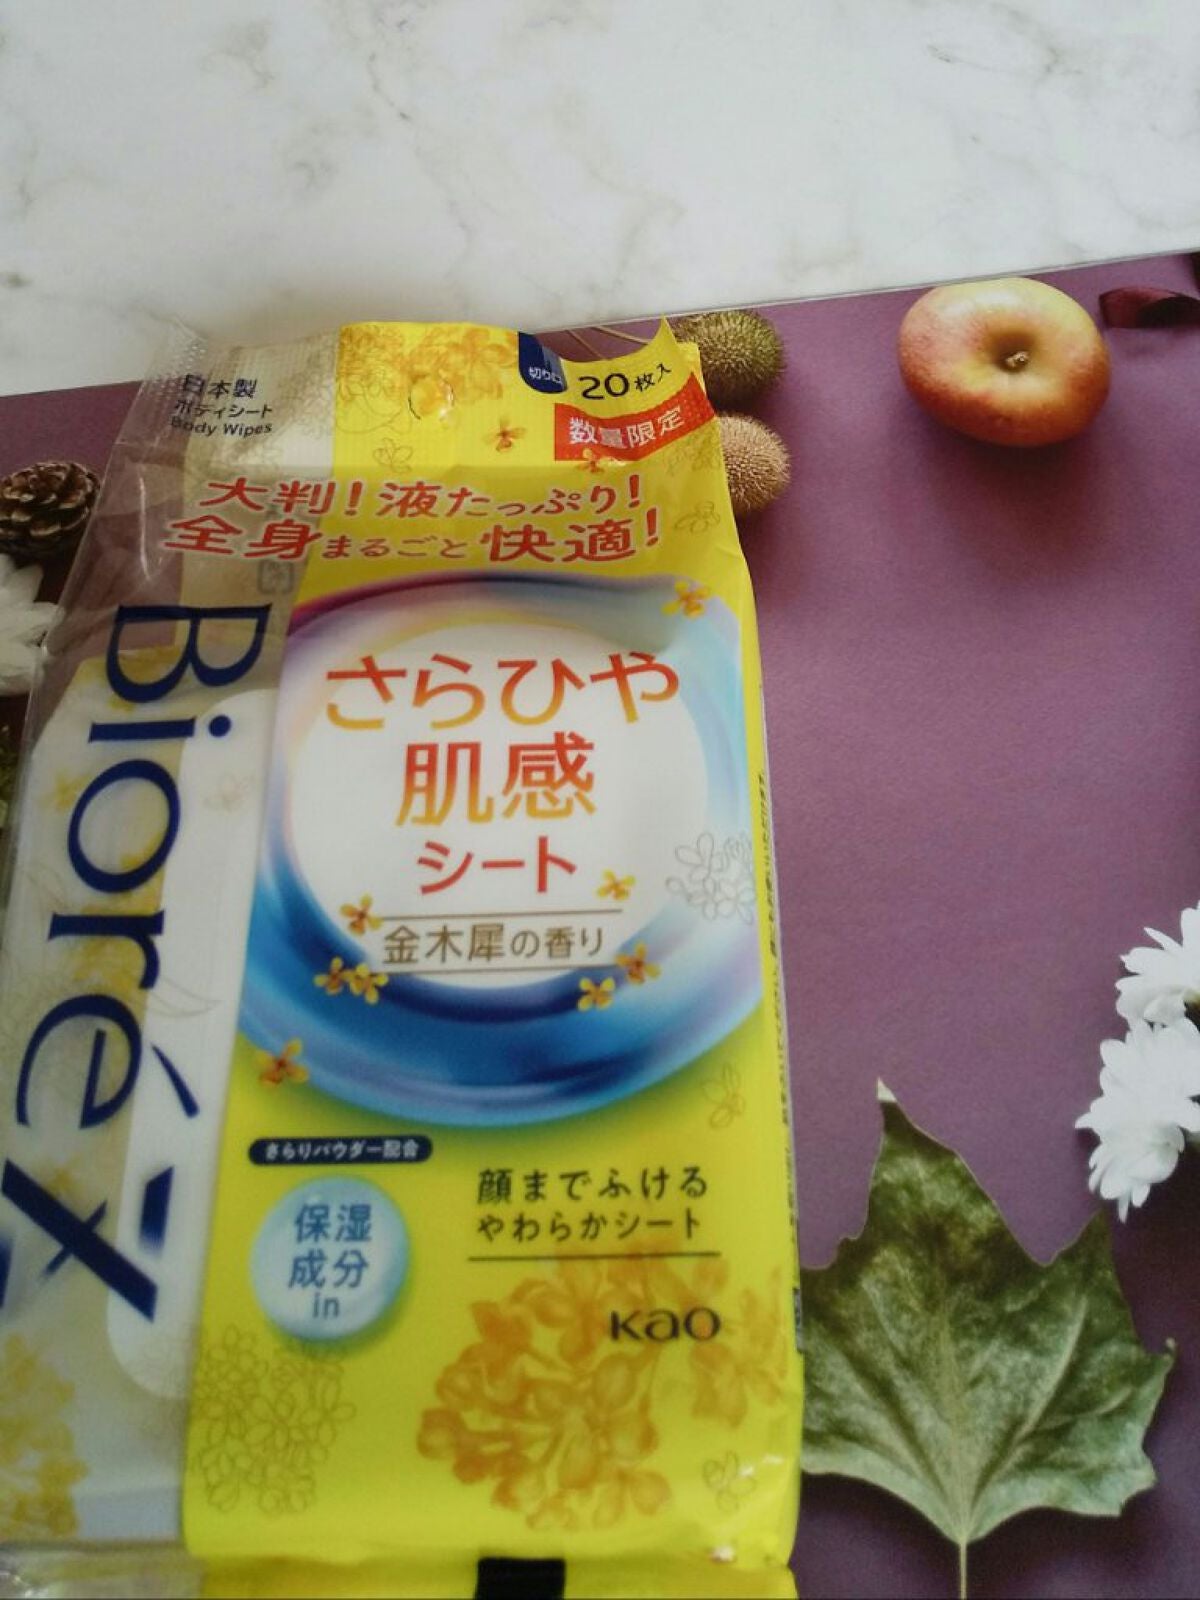 日本製
ボディシート
Body Wipes
20枚入
数量限定
大判!液たっぷり!
全身まるごと快適!
Bioré
さらひや
肌感
シート
金木犀の香り
さらりパウダー配合
保湿
成分
in
顔までふける
やわらかシート
Kao